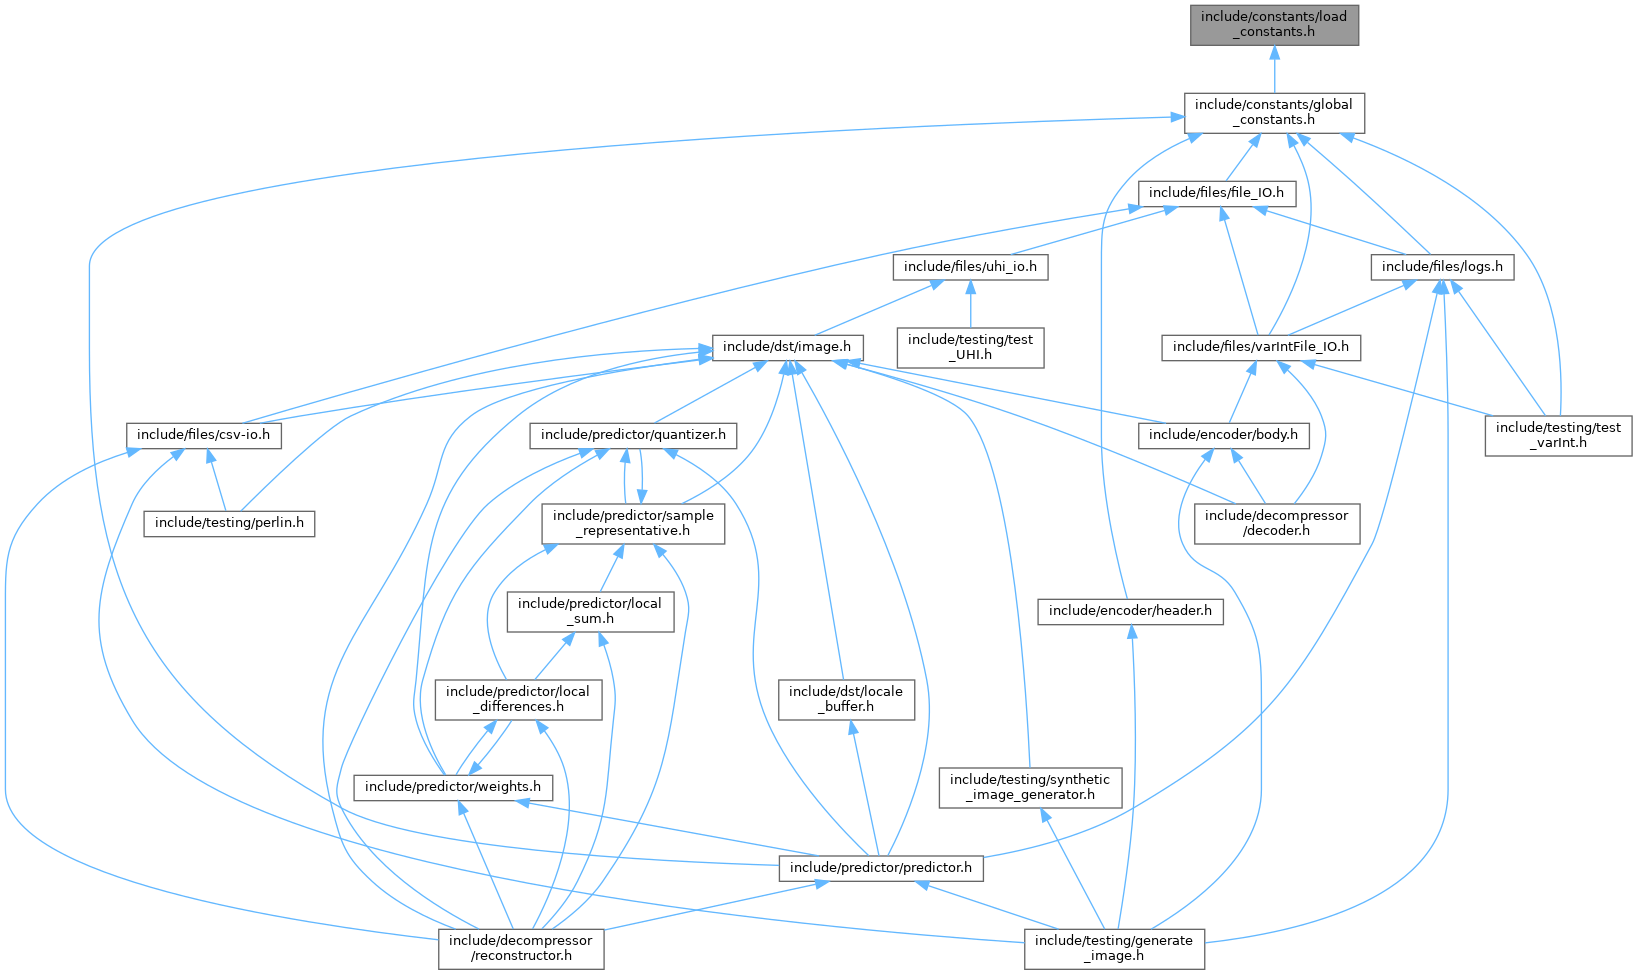 include/constants/load
_constants.h
include/constants/global
_constants.h
include/files/file_IO.h
include/files/uhi_io.h
include/files/logs.h
include/dst/image.h
include/testing/test
_UHI.h
include/files/varIntFile_IO.h
include/files/csv-io.h
include/predictor/quantizer.h
include/encoder/body.h
include/testing/test
_varInt.h
include/testing/perlin.h
include/predictor/sample
_representative.h
include/decompressor
/decoder.h
include/predictor/local
_sum.h
include/encoder/header.h
include/predictor/local
_differences.h
include/dst/locale
_buffer.h
include/predictor/weights.h
include/testing/synthetic
_image_generator.h
include/predictor/predictor.h
include/decompressor
/reconstructor.h
include/testing/generate
_image.h